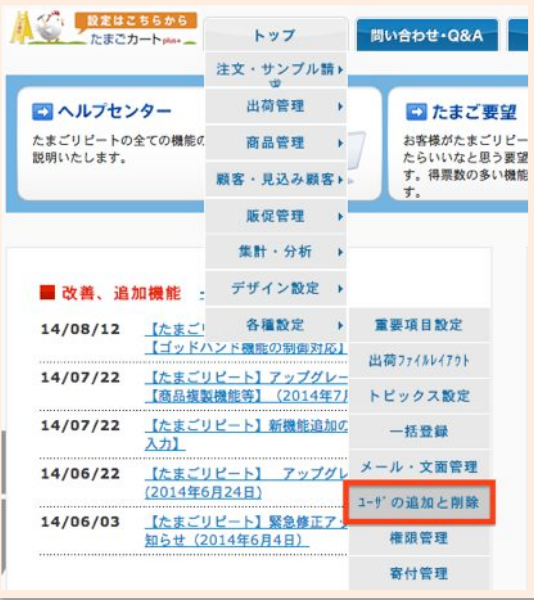 設定はこちらから
たまごカートplus+
トップ
問い合わせ・Q&A
注文・サンプル請
求
出荷管理
商品管理
顧客・見込み顧客
販促管理
集計・分析
デザイン設定
各種設定
ヘルプセンター
たまごリピートの全ての機能の
説明いたします。
たまご要望
お客様がたまごリピー
たらいいなと思う要望
す。得票数の多い機能
す。
改善、追加機能
14/08/12
【たまご
【ゴッドハンド機能の制御対応】
14/07/22
【たまごリピート】アップグレー
【商品複製機能等】（2014年7月
14/07/22
【たまごリピート】新機能追加の
入力】
14/06/22
【たまごリピート】 アップグレ
(2014年6月24日)
14/06/03
【たまごリピート】緊急修正アッ
知らせ（2014年6月4日）
重要項目設定
出荷ﾌｧｲﾙﾚｲｱｳﾄ
トピックス設定
一括登録
メール・文面管理
ﾕｰｻﾞの追加と削除
権限管理
寄付管理